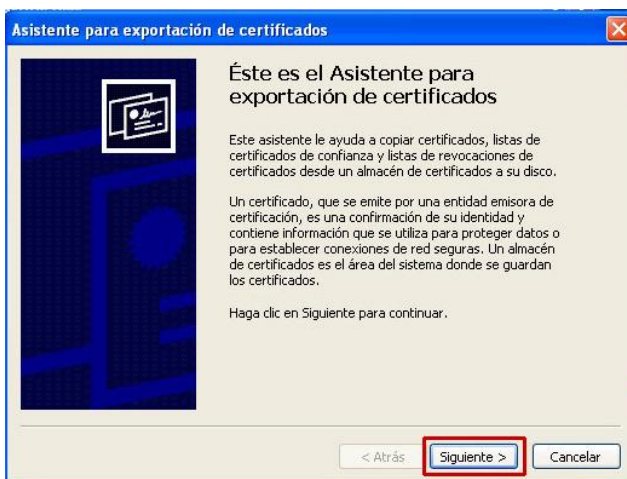 Asistente para exportación de certificados
Éste es el Asistente para
exportación de certificados
Este asistente le ayuda a copiar certificados, listas de
certificados de confianza y listas de revocaciones de
certificados desde un almacén de certificados a su disco.
Un certificado, que se emite por una entidad emisora de
certificación, es una confirmación de su identidad y
contiene información que se utiliza para proteger datos o
para establecer conexiones de red seguras. Un almacén
de certificados es el área del sistema donde se guardan
los certificados.
Haga clic en Siguiente para continuar.
< Atrás Siguiente > Cancelar